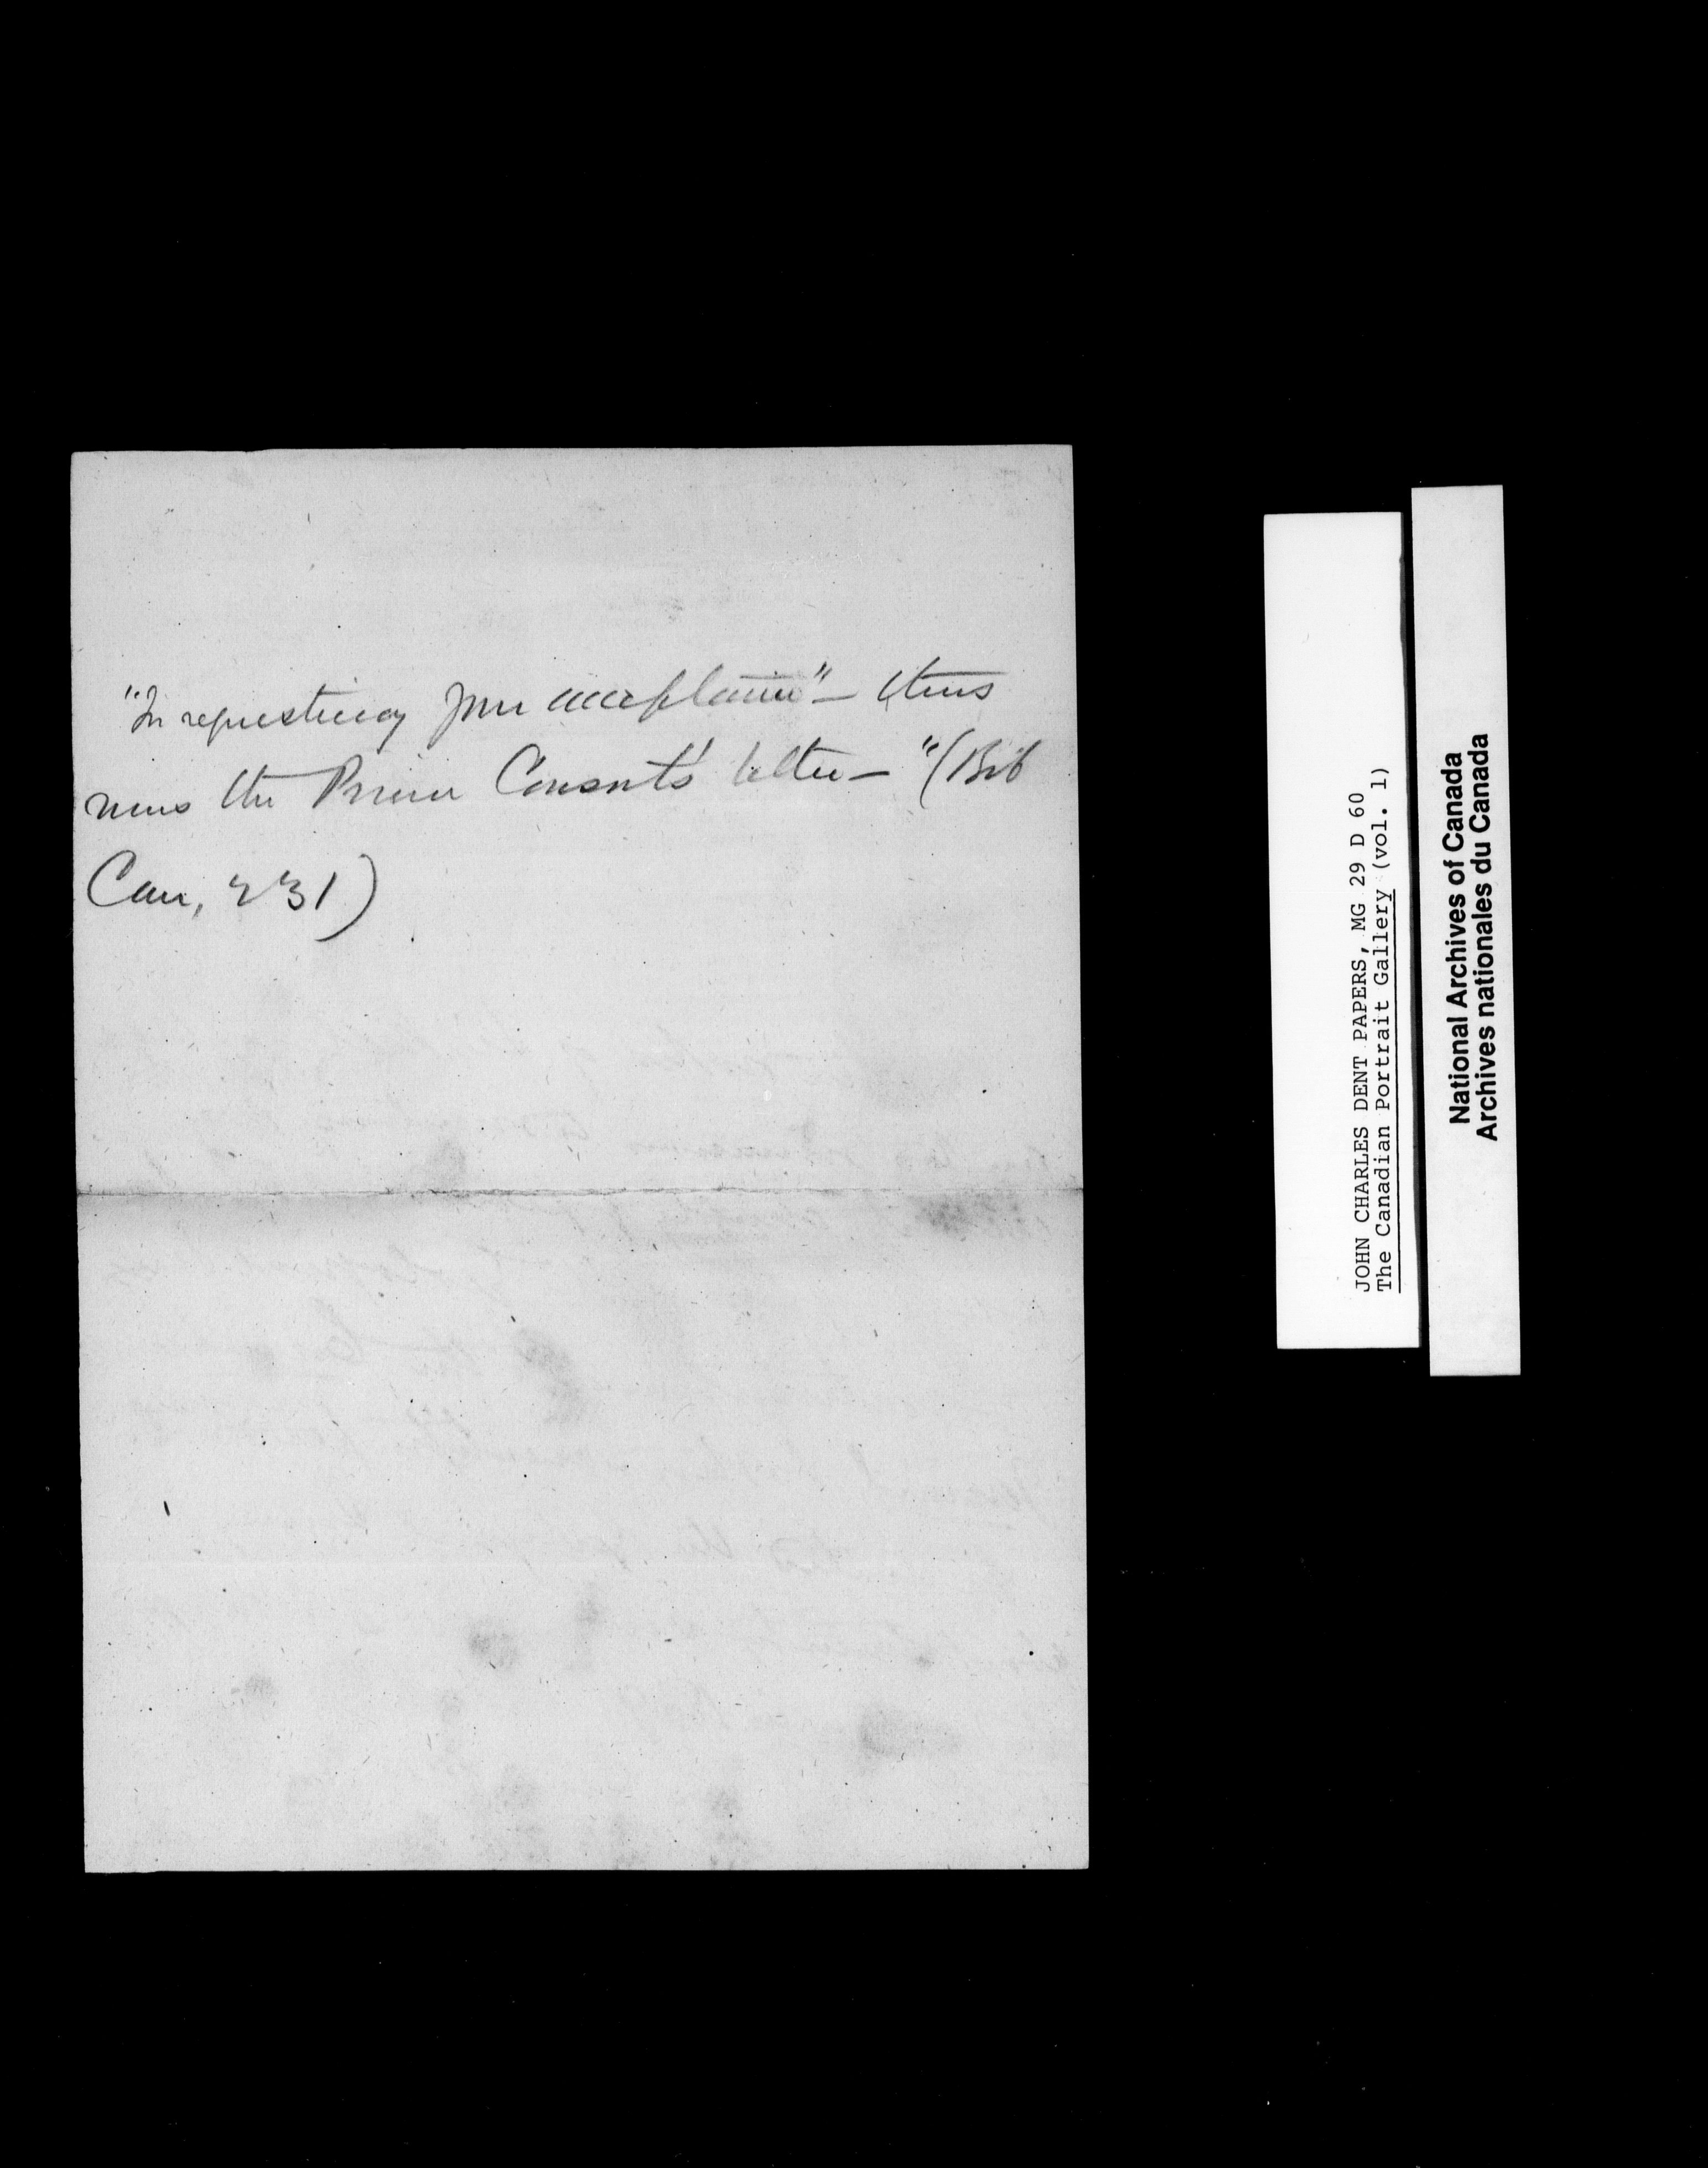 "In requesting your acceptance" — thus
runs the Prince Consort's letter — "(Bib
Can, 231)
JOHN CHARLES DENT PAPERS, MG 29 D 60
The Canadian Portrait Gallery (vol. 1)
National Archives of Canada
Archives nationales du Canada